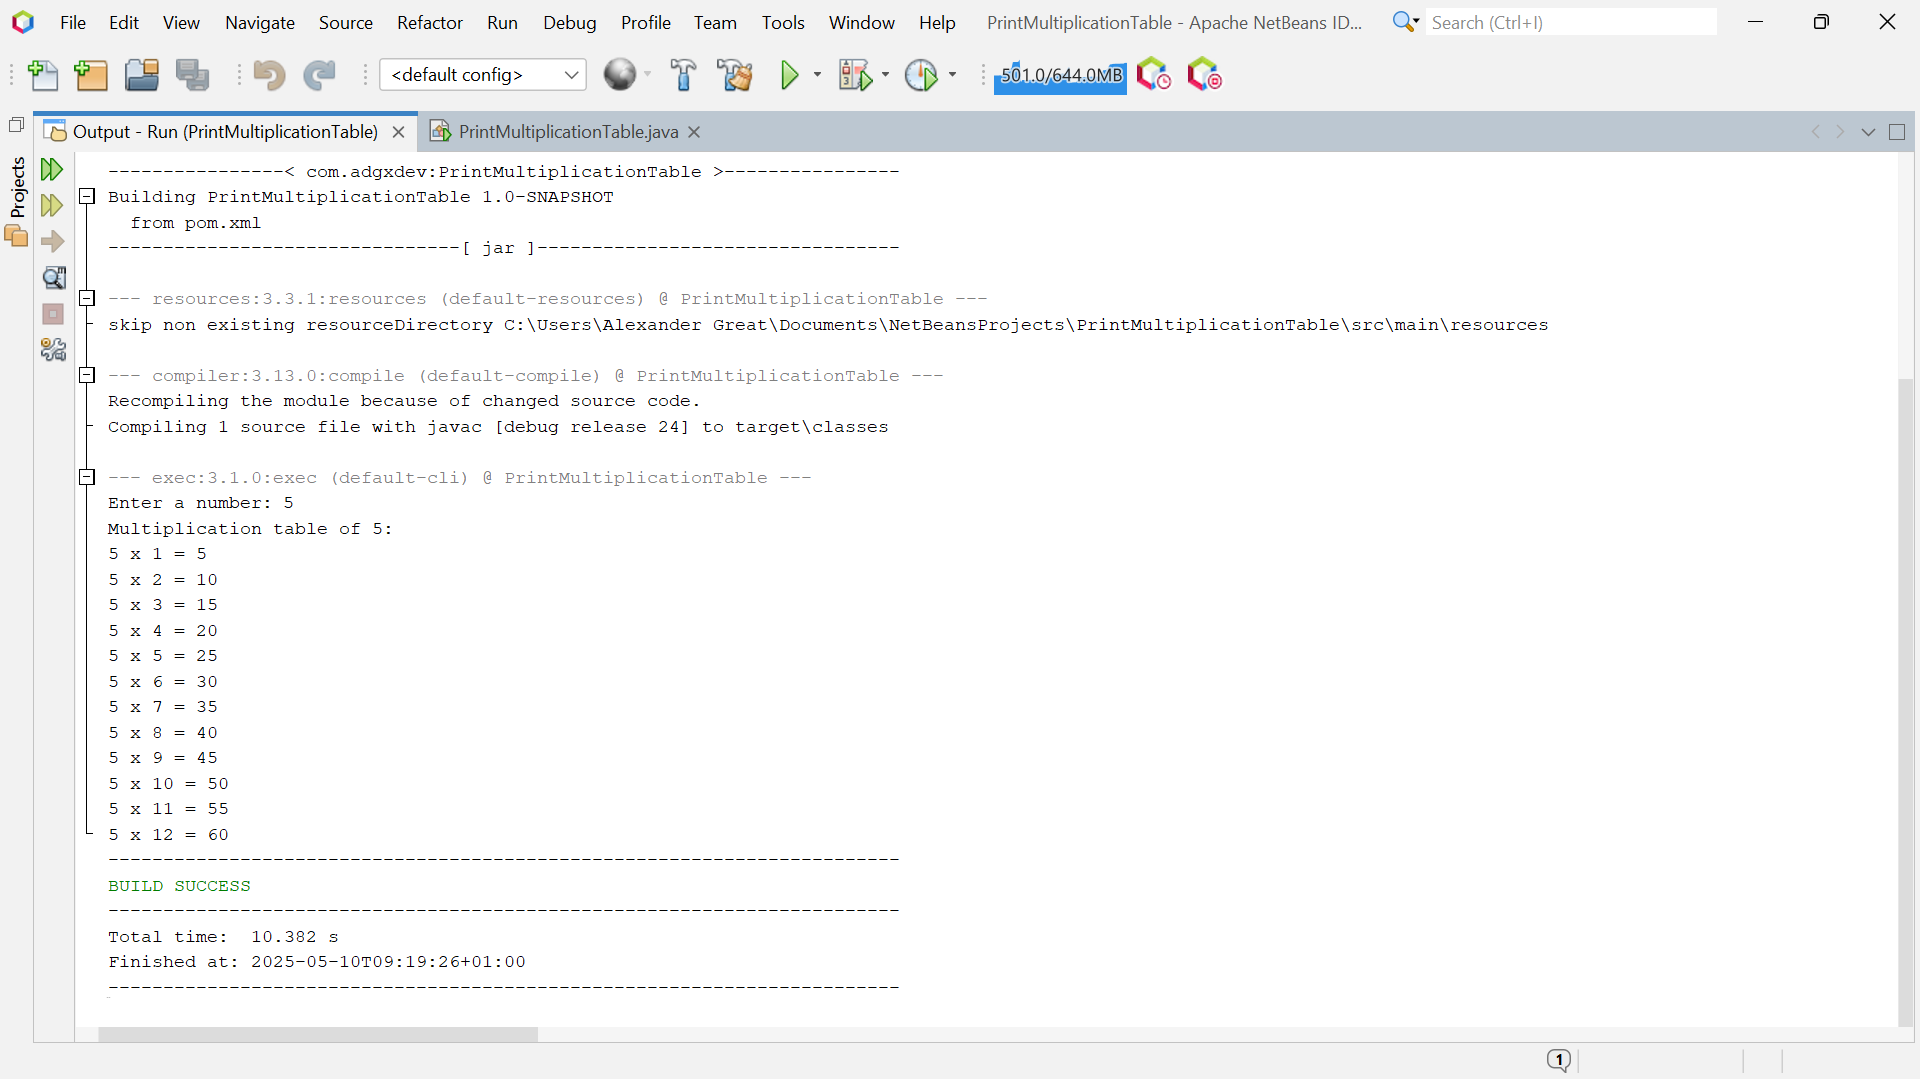 File Edit View Navigate Source Refactor Run Debug Profile Team Tools Window Help PrintMultiplicationTable - Apache NetBeans ID... Search (Ctrl+I)
<default config> 501.0/644.0MB
Projects
Output - Run (PrintMultiplicationTable) PrintMultiplicationTable.java
----------------< com.adgxdev:PrintMultiplicationTable >----------------
Building PrintMultiplicationTable 1.0-SNAPSHOT
  from pom.xml
--------------------------------[ jar ]---------------------------------
--- resources:3.3.1:resources (default-resources) @ PrintMultiplicationTable ---
skip non existing resourceDirectory C:\Users\Alexander Great\Documents\NetBeansProjects\PrintMultiplicationTable\src\main\resources
--- compiler:3.13.0:compile (default-compile) @ PrintMultiplicationTable ---
Recompiling the module because of changed source code.
Compiling 1 source file with javac [debug release 24] to target\classes
--- exec:3.1.0:exec (default-cli) @ PrintMultiplicationTable ---
Enter a number: 5
Multiplication table of 5:
5 x 1 = 5
5 x 2 = 10
5 x 3 = 15
5 x 4 = 20
5 x 5 = 25
5 x 6 = 30
5 x 7 = 35
5 x 8 = 40
5 x 9 = 45
5 x 10 = 50
5 x 11 = 55
5 x 12 = 60
------------------------------------------------------------------------
BUILD SUCCESS
------------------------------------------------------------------------
Total time:  10.382 s
Finished at: 2025-05-10T09:19:26+01:00
------------------------------------------------------------------------
1